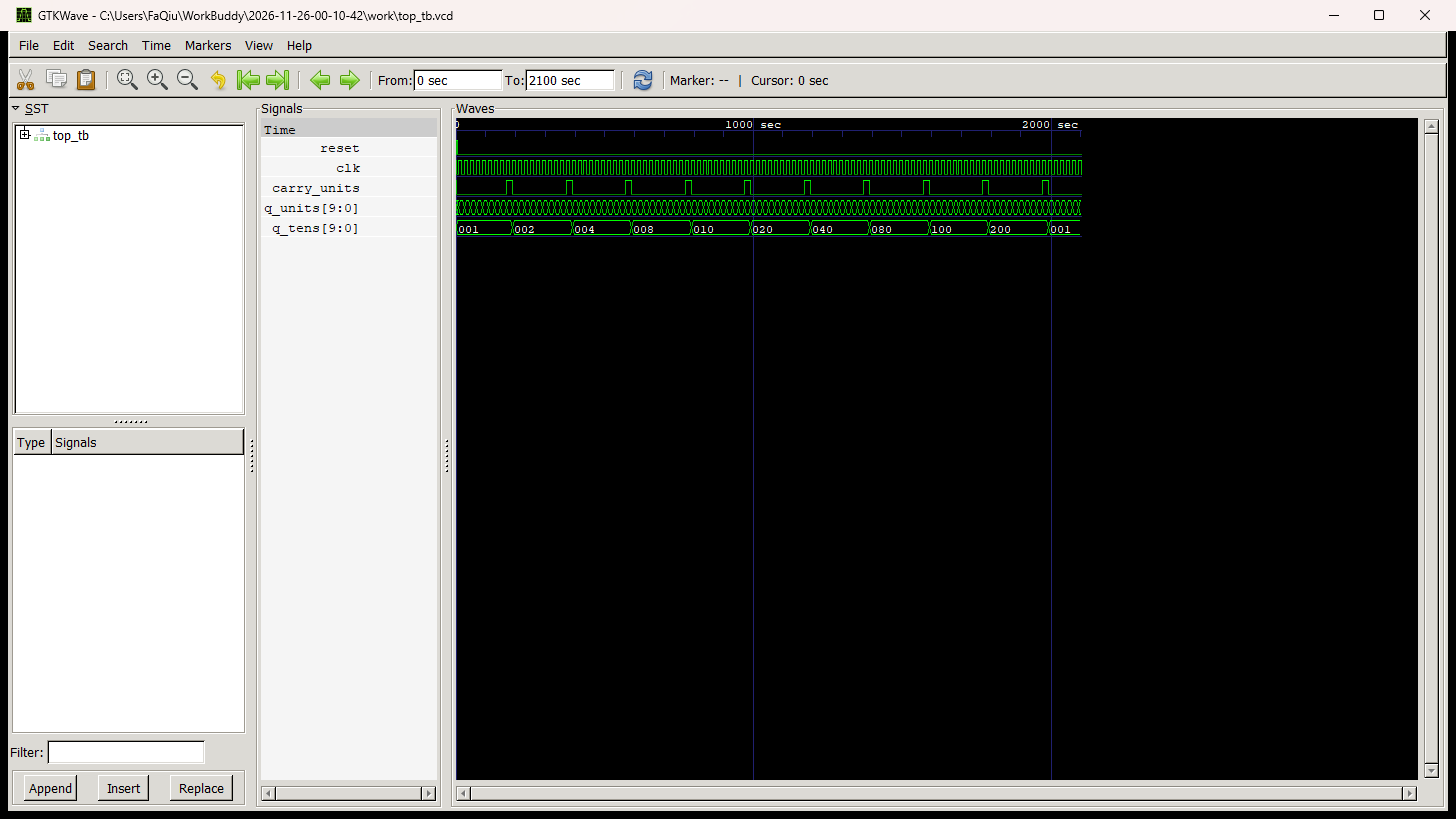 GTKWave - C:\Users\FaQiu\WorkBuddy\2026-11-26-00-10-42\work\top_tb.vcd
File Edit Search Time Markers View Help
From: 0 sec To: 2100 sec Marker: -- | Cursor: 0 sec
SST
top_tb
Type Signals
Filter:
Append Insert Replace
Signals
Time
reset
clk
carry_units
q_units[9:0]
q_tens[9:0]
Waves
0 1000 sec 2000 sec
001 002 004 008 010 020 040 080 100 200 001